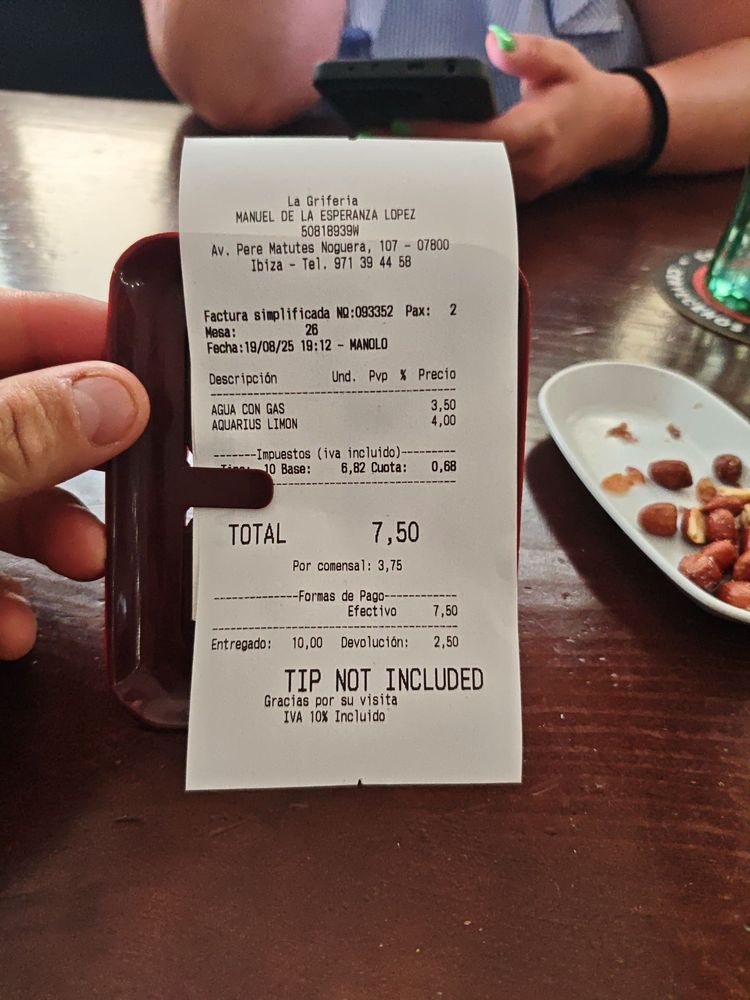 La Griferia
MANUEL DE LA ESPERANZA LOPEZ
50818939W
Av. Pere Matutes Noguera, 107 - 07800
Ibiza - Tel. 971 39 44 58
Factura simplificada NQ:093352 Pax: 2
Mesa: 26
Fecha:19/08/25 19:12 - MANOLO
Descripción Und. Pvp % Precio
AGUA CON GAS 3,50
AQUARIUS LIMON 4,00
-------Impuestos (iva incluido)---------
10 Base: 6,82 Cuota: 0,68
TOTAL 7,50
Por comensal: 3,75
--------------Formas de Pago------------
Efectivo 7,50
Entregado: 10,00 Devolución: 2,50
TIP NOT INCLUDED
Gracias por su visita
IVA 10% Incluido